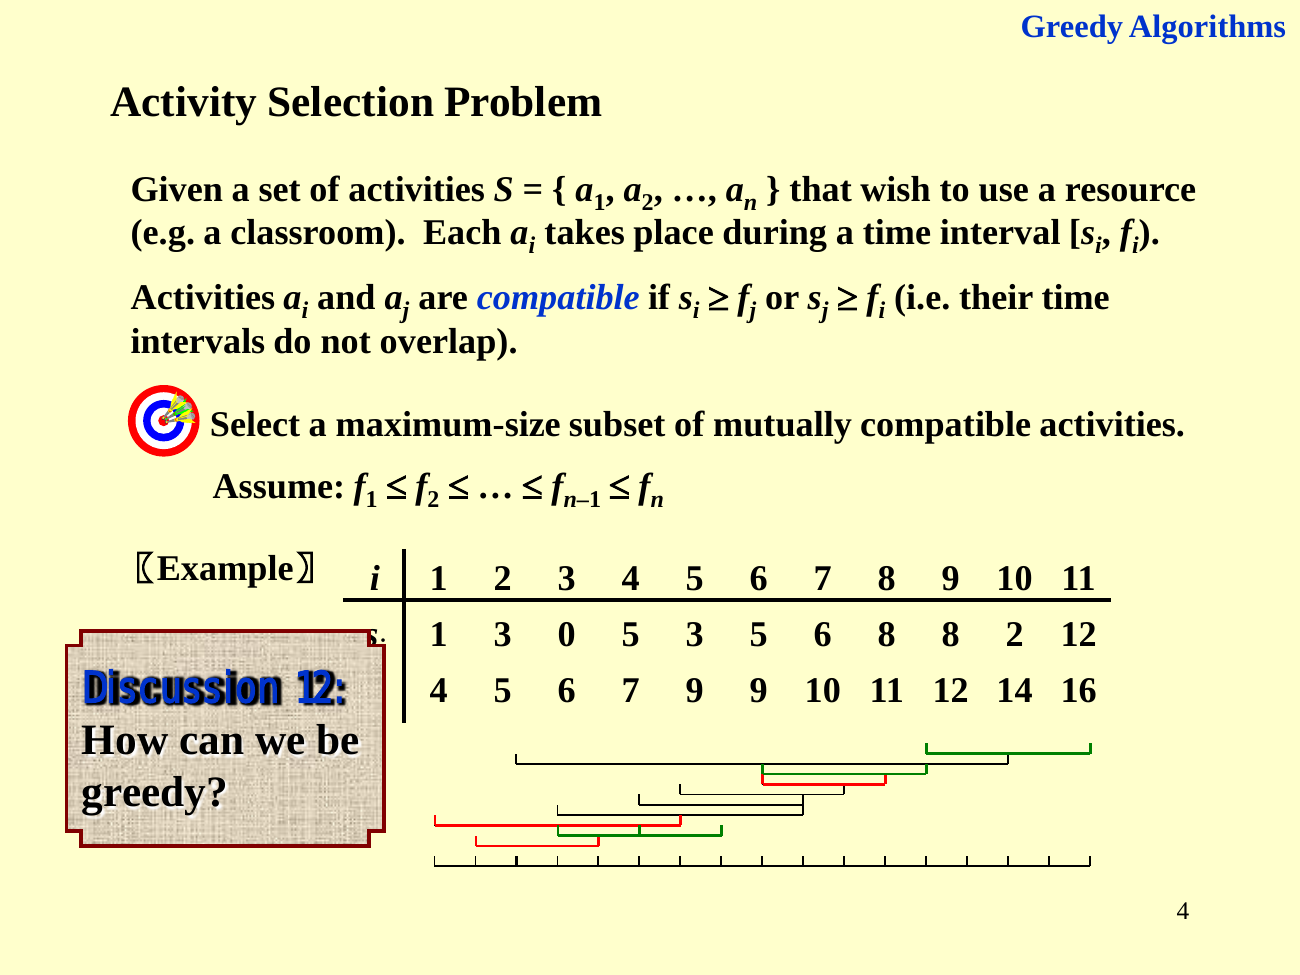 Greedy Algorithms
Activity Selection Problem
Given a set of activities S = { a1, a2, …, an } that wish to use a resource
(e.g. a classroom).  Each ai takes place during a time interval [si, fi).
Activities ai and aj are compatible if si ≥ fj or sj ≥ fi (i.e. their time
intervals do not overlap).
Select a maximum-size subset of mutually compatible activities.
Assume: f1 ≤ f2 ≤ … ≤ fn–1 ≤ fn
〖Example〗
i 1 2 3 4 5 6 7 8 9 10 11
1 3 0 5 3 5 6 8 8 2 12
4 5 6 7 9 9 10 11 12 14 16
Discussion 12:
How can we be
greedy?
4